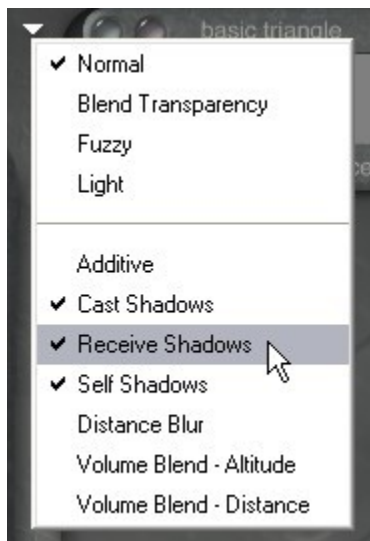 basic triangle
Normal
Blend Transparency
Fuzzy
Light
Additive
Cast Shadows
Receive Shadows
Self Shadows
Distance Blur
Volume Blend - Altitude
Volume Blend - Distance